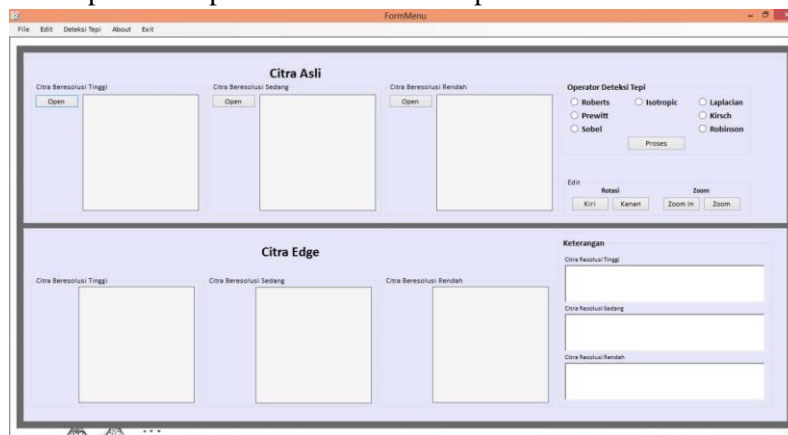 FormMenu
File Edit Deteksi Tepi About Exit
Citra Asli
Citra Beresolusi Tinggi Citra Beresolusi Sedang Citra Beresolusi Rendah
Open Open Open
Operator Deteksi Tepi
Roberts Isotropic Laplacian
Prewitt Kirsch
Sobel Robinson
Proses
Edit
Rotasi Zoom
Kiri Kanan Zoom In Zoom
Citra Edge
Citra Beresolusi Tinggi Citra Beresolusi Sedang Citra Beresolusi Rendah
Keterangan
Citra Resolusi Tinggi
Citra Resolusi Sedang
Citra Resolusi Rendah